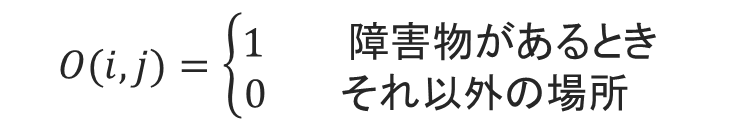 O(i,j) = { 1 障害物があるとき
0 それ以外の場所